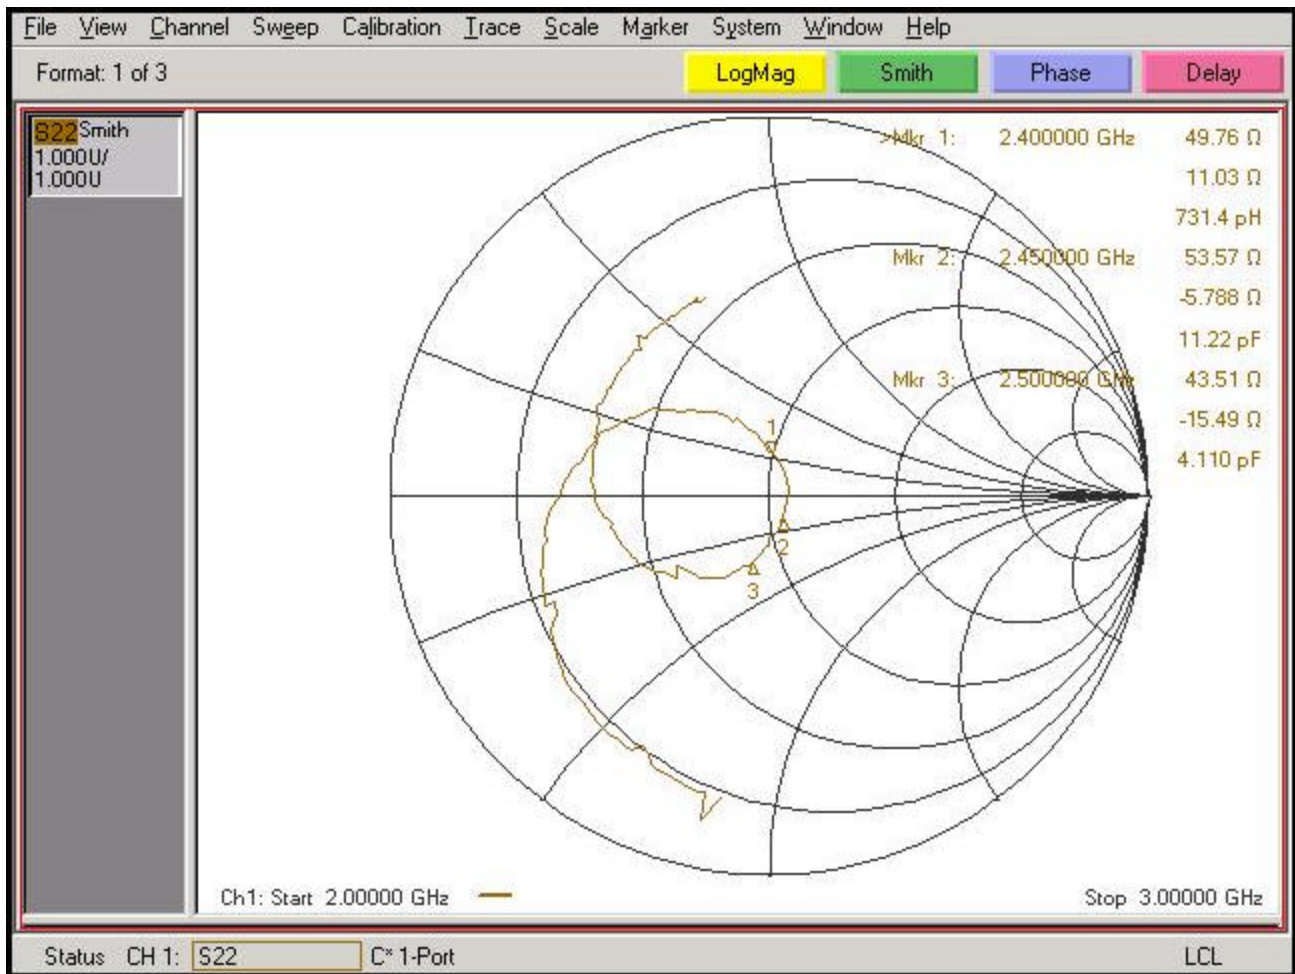 File View Channel Sweep Calibration Trace Scale Marker System Window Help
Format: 1 of 3 LogMag Smith Phase Delay
S22 Smith
1.000U/
1.000U
>Mkr 1: 2.400000 GHz 49.76 Ω
11.03 Ω
731.4 pH
Mkr 2: 2.450000 GHz 53.57 Ω
-5.788 Ω
11.22 pF
Mkr 3: 2.500000 GHz 43.51 Ω
-15.49 Ω
4.110 pF
1
2
3
Ch1: Start 2.00000 GHz Stop 3.00000 GHz
Status CH 1: S22 C* 1-Port LCL